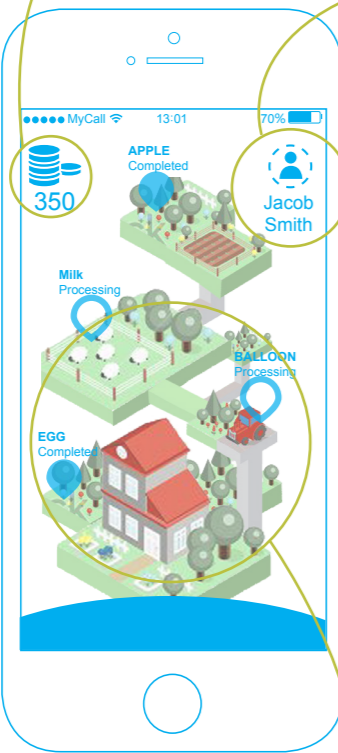 MyCall 13:01 70%
350
Jacob
Smith
APPLE
Completed
Milk
Processing
BALLOON
Processing
EGG
Completed